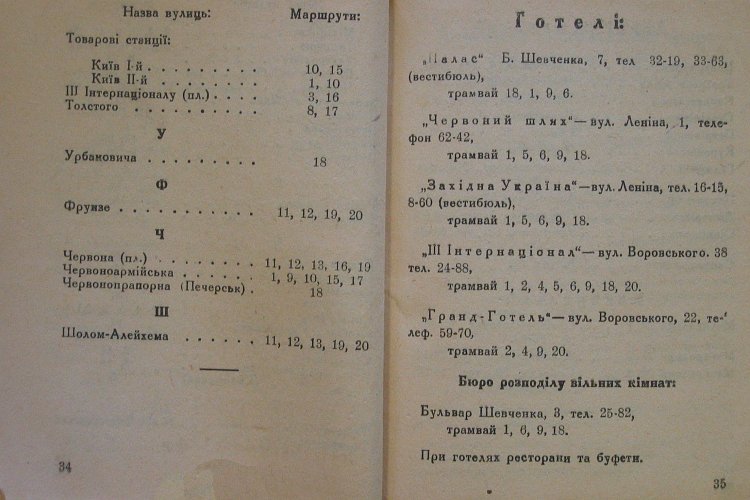 Назва вулиць: Маршрути:
Товарові станції:
Київ І-й . . . . . . . . 10, 15
Київ ІІ-й . . . . . . . . 1, 10
ІІІ Інтернаціоналу (пл.) . . . . 3, 16
Толстого . . . . . . . . . 8, 17
У
Урбановича . . . . . . . . . 18
Ф
Фрунзе . . . . . . . . . . 11, 12, 19, 20
Ч
Червона (пл.) . . . . . . . 11, 12, 13, 16, 19
Червоноармійська . . . . . . 1, 9, 10, 15, 17
Червонопрапорна (Печерськ) . 18
Ш
Шолом-Алейхема . . . . . . 11, 12, 13, 19, 20
34
Готелі:
„Палас“ Б. Шевченка, 7, тел 32-19, 33-63,
(вестибюль),
трамвай 18, 1, 9, 6.
„Червоний шлях“—вул. Леніна, 1, теле-
фон 62-42,
трамвай 1, 5, 6, 9, 18.
„Західна Україна“—вул. Леніна, тел. 16-15,
8-60 (вестибюль),
трамвай 1, 5, 6, 9, 18.
„ІІІ Інтернаціонал“—вул. Воровського. 38
тел. 24-88,
трамвай 1, 2, 4, 5, 6, 9, 18, 20.
„Гранд-Готель“—вул. Воровського, 22, те-
леф. 59-70,
трамвай 2, 4, 9, 20.
Бюро розподілу вільних кімнат:
Бульвар Шевченка, 3, тел. 25-82,
трамвай 1, 6, 9, 18.
При готелях ресторани та буфети.
35